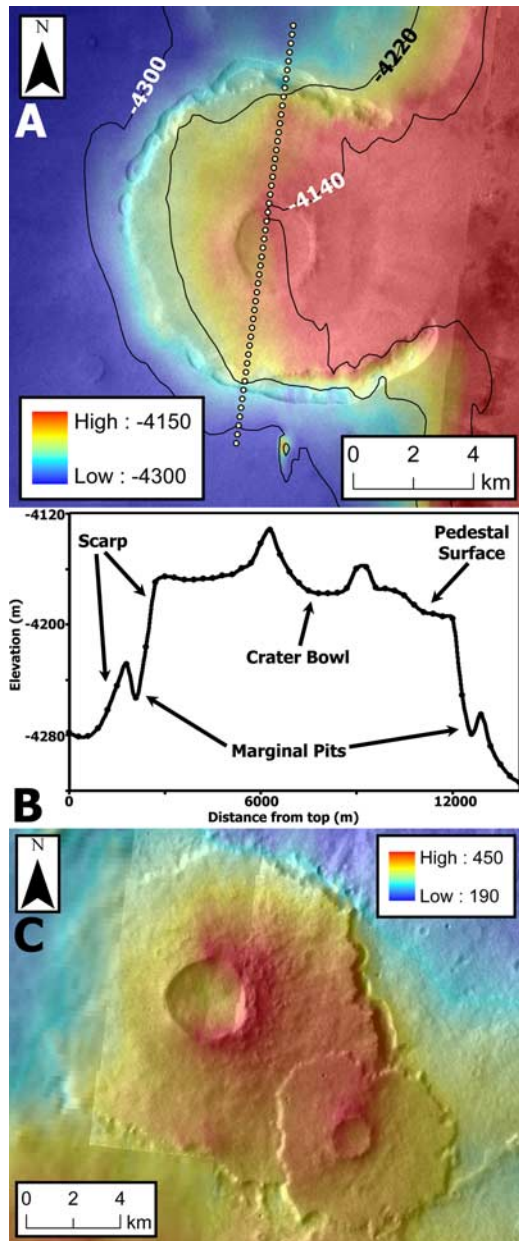 N
A
-4300
-4220
-4140
High : -4150
Low : -4300
0 2 4
km
-4120
-4200
-4280
Elevation (m)
Scarp
Pedestal
Surface
Crater Bowl
Marginal Pits
B
0 6000 12000
Distance from top (m)
N
C
High : 450
Low : 190
0 2 4
km